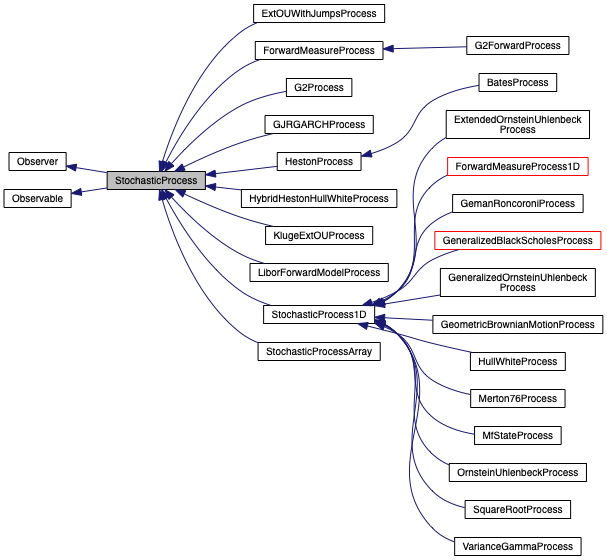 ExtOUWithJumpsProcess
ForwardMeasureProcess
G2ForwardProcess
G2Process
BatesProcess
GJRGARCHProcess
ExtendedOrnsteinUhlenbeck
Process
Observer
HestonProcess
ForwardMeasureProcess1D
StochasticProcess
Observable
HybridHestonHullWhiteProcess
GemanRoncoroniProcess
KlugeExtOUProcess
GeneralizedBlackScholesProcess
LiborForwardModelProcess
GeneralizedOrnsteinUhlenbeck
Process
StochasticProcess1D
GeometricBrownianMotionProcess
StochasticProcessArray
HullWhiteProcess
Merton76Process
MfStateProcess
OrnsteinUhlenbeckProcess
SquareRootProcess
VarianceGammaProcess